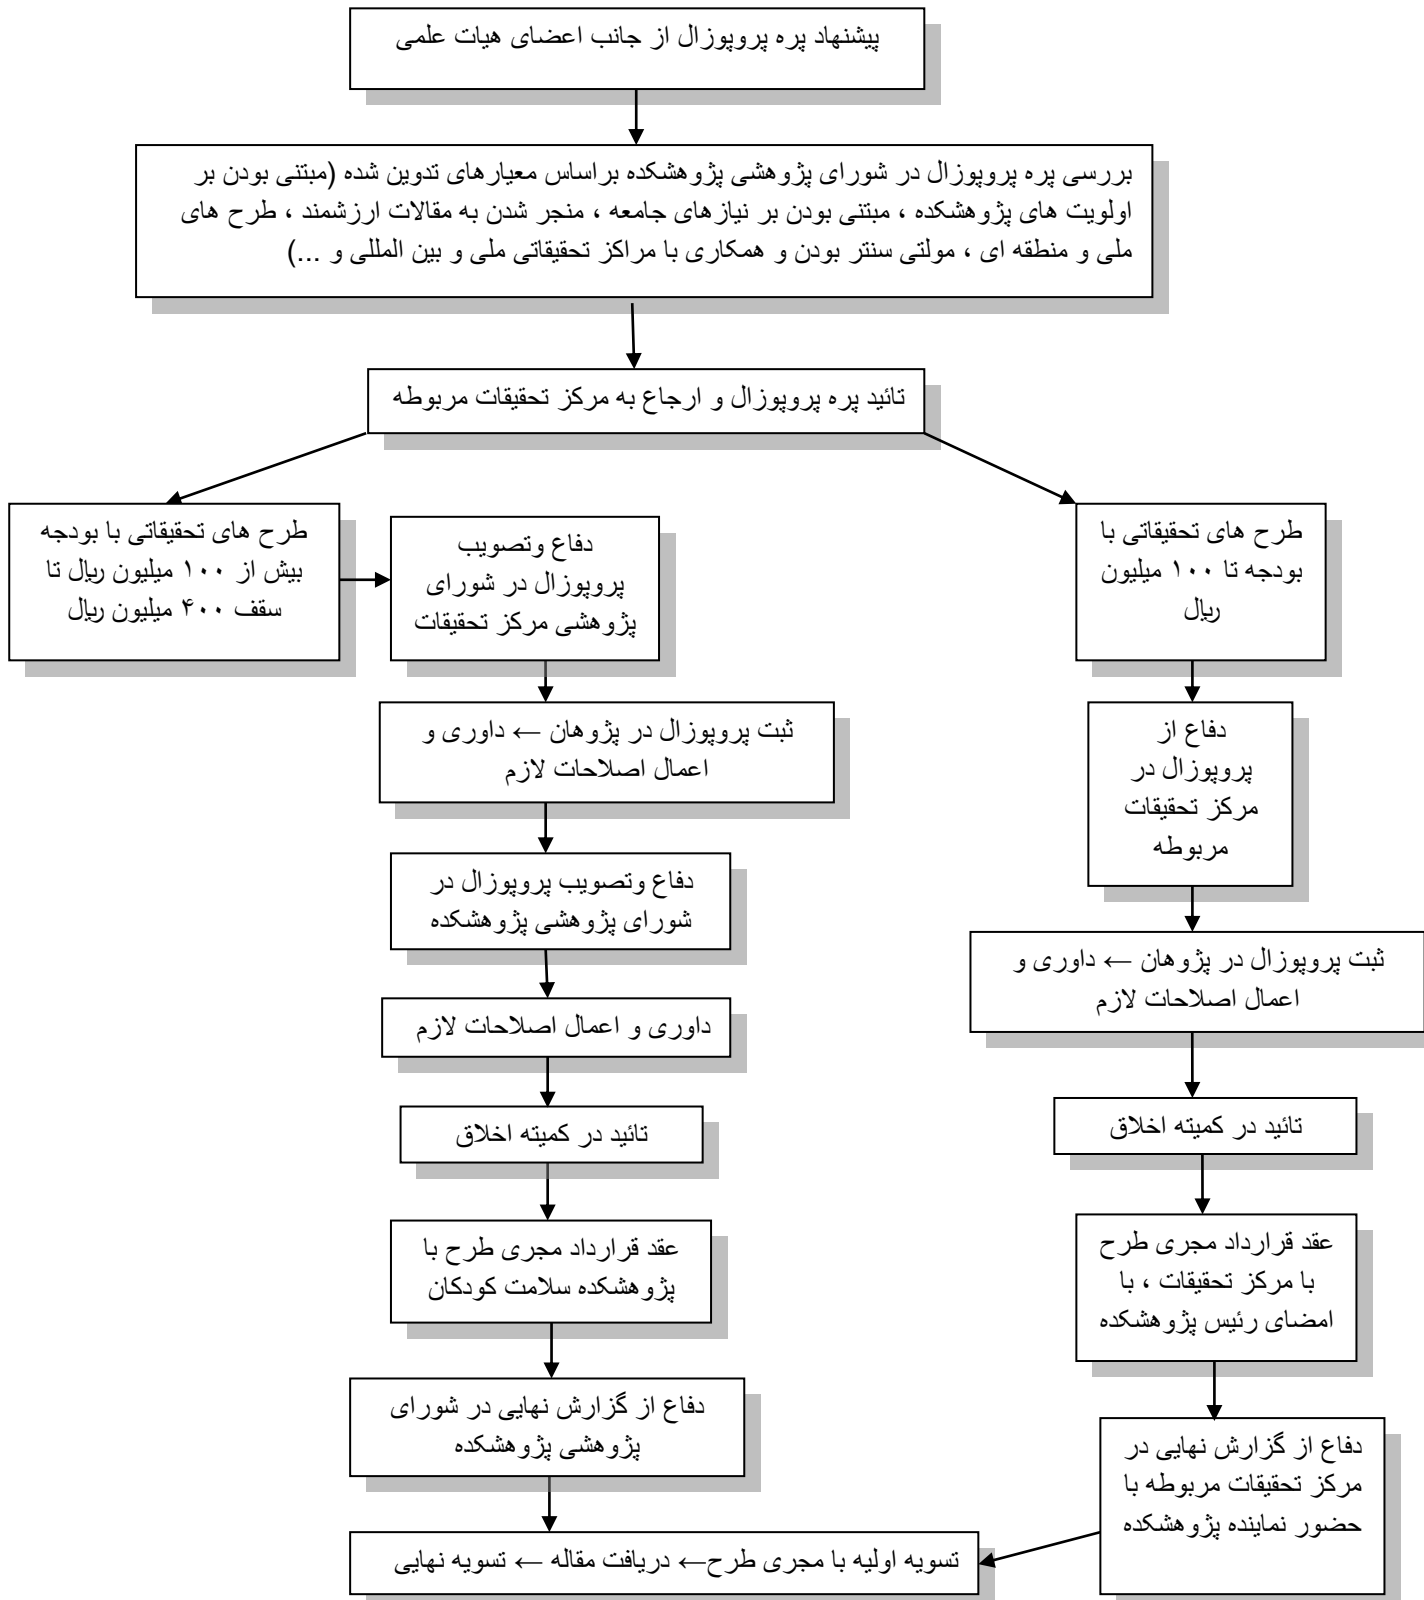 پیشنهاد پره پروپوزال از جانب اعضای هیات علمی
بررسی پره پروپوزال در شورای پژوهشی پژوهشکده براساس معیارهای تدوین شده (مبتنی بودن بر
اولویت های پژوهشکده ، مبتنی بودن بر نیازهای جامعه ، منجر شدن به مقالات ارزشمند ، طرح های
ملی و منطقه ای ، مولتی سنتر بودن و همکاری با مراکز تحقیقاتی ملی و بین المللی و ...)
تائید پره پروپوزال و ارجاع به مرکز تحقیقات مربوطه
طرح های تحقیقاتی با
بودجه تا ۱۰۰ میلیون
ریال
دفاع از
پروپوزال در
مرکز تحقیقات
مربوطه
ثبت پروپوزال در پژوهان ← داوری و
اعمال اصلاحات لازم
تائید در کمیته اخلاق
عقد قرارداد مجری طرح
با مرکز تحقیقات ، با
امضای رئیس پژوهشکده
دفاع از گزارش نهایی در
مرکز تحقیقات مربوطه با
حضور نماینده پژوهشکده
طرح های تحقیقاتی با بودجه
بیش از ۱۰۰ میلیون ریال تا
سقف ۴۰۰ میلیون ریال
دفاع وتصویب
پروپوزال در شورای
پژوهشی مرکز تحقیقات
ثبت پروپوزال در پژوهان ← داوری و
اعمال اصلاحات لازم
دفاع وتصویب پروپوزال در
شورای پژوهشی پژوهشکده
داوری و اعمال اصلاحات لازم
تائید در کمیته اخلاق
عقد قرارداد مجری طرح با
پژوهشکده سلامت کودکان
دفاع از گزارش نهایی در شورای
پژوهشی پژوهشکده
تسویه اولیه با مجری طرح← دریافت مقاله ← تسویه نهایی